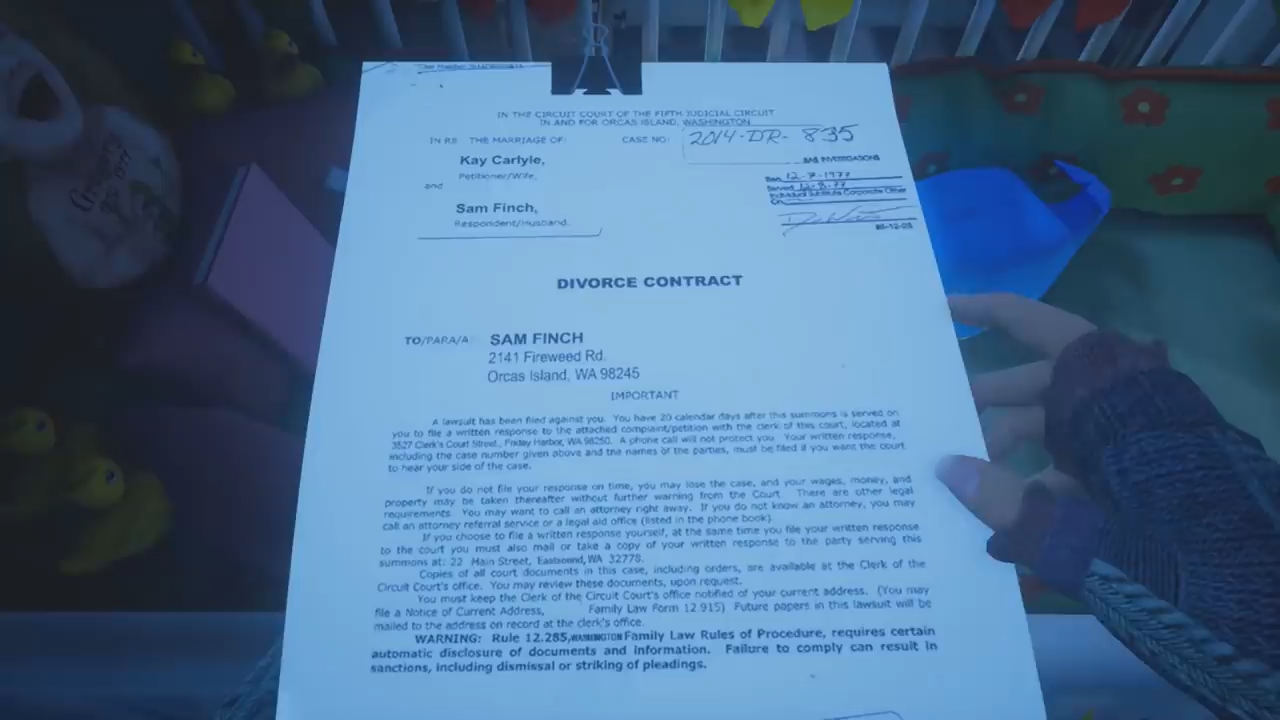 IN THE CIRCUIT COURT OF THE FIFTH JUDICIAL CIRCUIT
IN AND FOR ORCAS ISLAND, WASHINGTON
IN RE: THE MARRIAGE OF: CASE NO: 2014-DR- 835
Kay Carlyle,
Petitioner/Wife,
and
Sam Finch,
Respondent/Husband.
12-7-1977
Served 12-8-77
DIVORCE CONTRACT
TO/PARA/A: SAM FINCH
2141 Fireweed Rd.
Orcas Island, WA 98245
IMPORTANT
A lawsuit has been filed against you. You have 20 calendar days after this summons is served on
you to file a written response to the attached complaint/petition with the clerk of this court, located at
3527 Clerk's Court Street., Friday Harbor, WA 98250. A phone call will not protect you. Your written response,
including the case number given above and the names of the parties, must be filed if you want the court
to hear your side of the case.
If you do not file your response on time, you may lose the case, and your wages, money, and
property may be taken thereafter without further warning from the Court. There are other legal
requirements. You may want to call an attorney right away. If you do not know an attorney, you may
call an attorney referral service or a legal aid office (listed in the phone book).
If you choose to file a written response yourself, at the same time you file your written response
to the court you must also mail or take a copy of your written response to the party serving this
summons at: 22 Main Street, Eastsound, WA 32778.
Copies of all court documents in this case, including orders, are available at the Clerk of the
Circuit Court's office. You may review these documents, upon request.
You must keep the Clerk of the Circuit Court's office notified of your current address. (You may
file a Notice of Current Address, Family Law Form 12.915) Future papers in this lawsuit will be
mailed to the address on record at the clerk's office.
WARNING: Rule 12.285, WASHINGTON Family Law Rules of Procedure, requires certain
automatic disclosure of documents and information. Failure to comply can result in
sanctions, including dismissal or striking of pleadings.